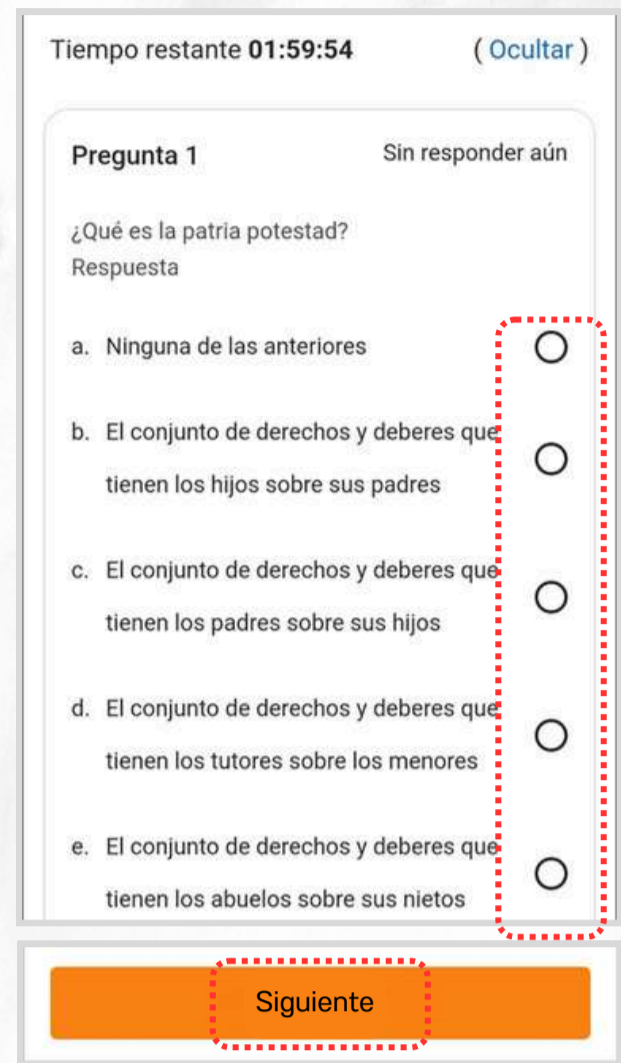 Tiempo restante 01:59:54 ( Ocultar )
Pregunta 1 Sin responder aún
¿Qué es la patria potestad?
Respuesta
a. Ninguna de las anteriores
b. El conjunto de derechos y deberes que
tienen los hijos sobre sus padres
c. El conjunto de derechos y deberes que
tienen los padres sobre sus hijos
d. El conjunto de derechos y deberes que
tienen los tutores sobre los menores
e. El conjunto de derechos y deberes que
tienen los abuelos sobre sus nietos
Siguiente